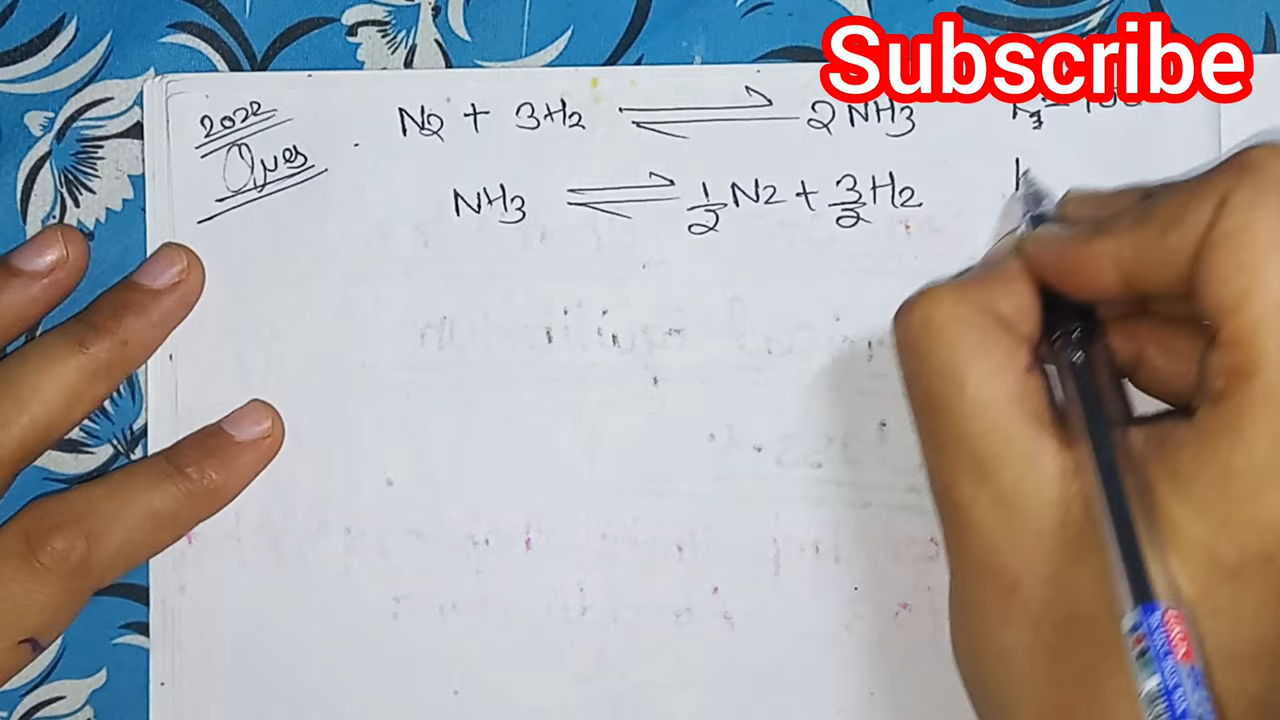 Subscribe
2022
Ques
N2 + 3H2 ⇌ 2NH3
NH3 ⇌ 1/2 N2 + 3/2 H2